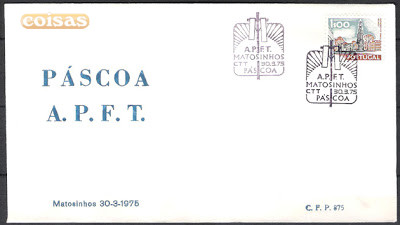 coisas
PÁSCOA
A. P. F. T.
Matosinhos 30-3-1975
A.P.F.T.
MATOSINHOS
CTT 30.3.75
PÁSCOA
1$00
PORTUGAL
A.P.F.T.
MATOSINHOS
CTT 30.3.75
PÁSCOA
C. F. P. 875